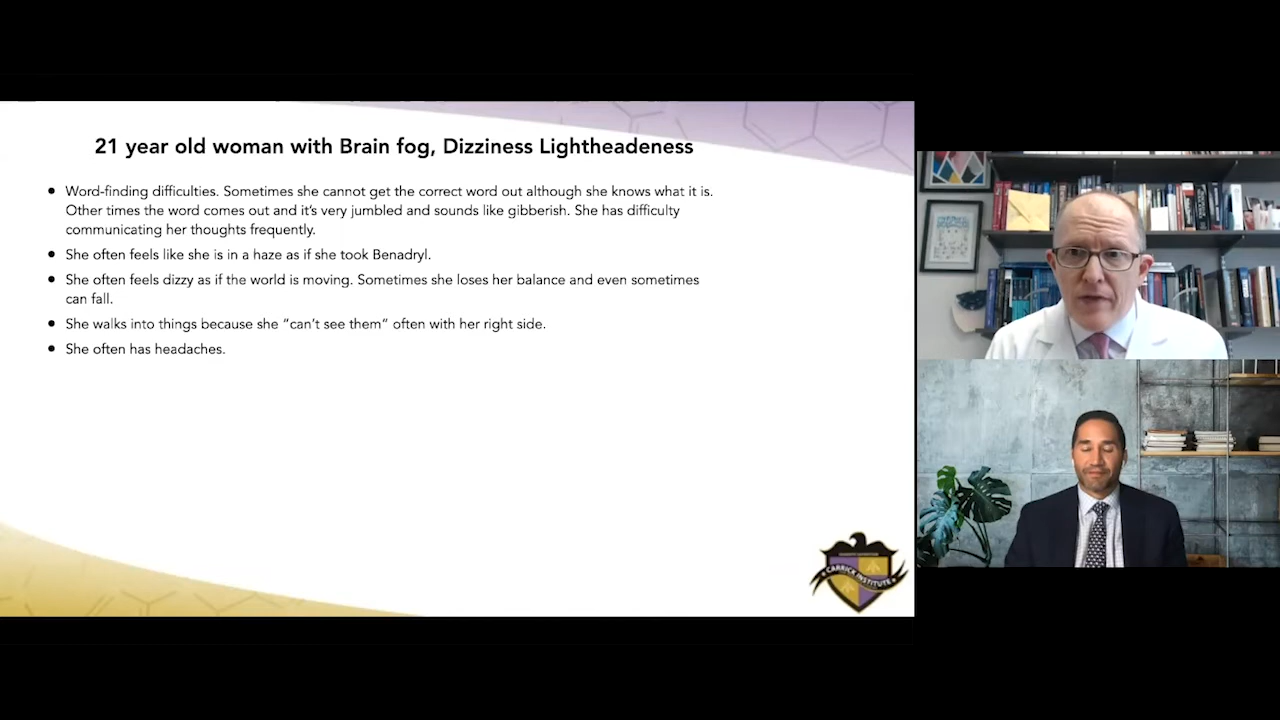 21 year old woman with Brain fog, Dizziness Lightheadeness
• Word-finding difficulties. Sometimes she cannot get the correct word out although she knows what it is.
Other times the word comes out and it's very jumbled and sounds like gibberish. She has difficulty
communicating her thoughts frequently.
• She often feels like she is in a haze as if she took Benadryl.
• She often feels dizzy as if the world is moving. Sometimes she loses her balance and even sometimes
can fall.
• She walks into things because she "can't see them" often with her right side.
• She often has headaches.
CARRICK INSTITUTE